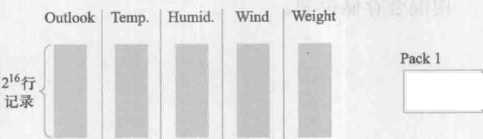 Outlook Temp. Humid. Wind Weight
Pack 1
2¹⁶行
记录